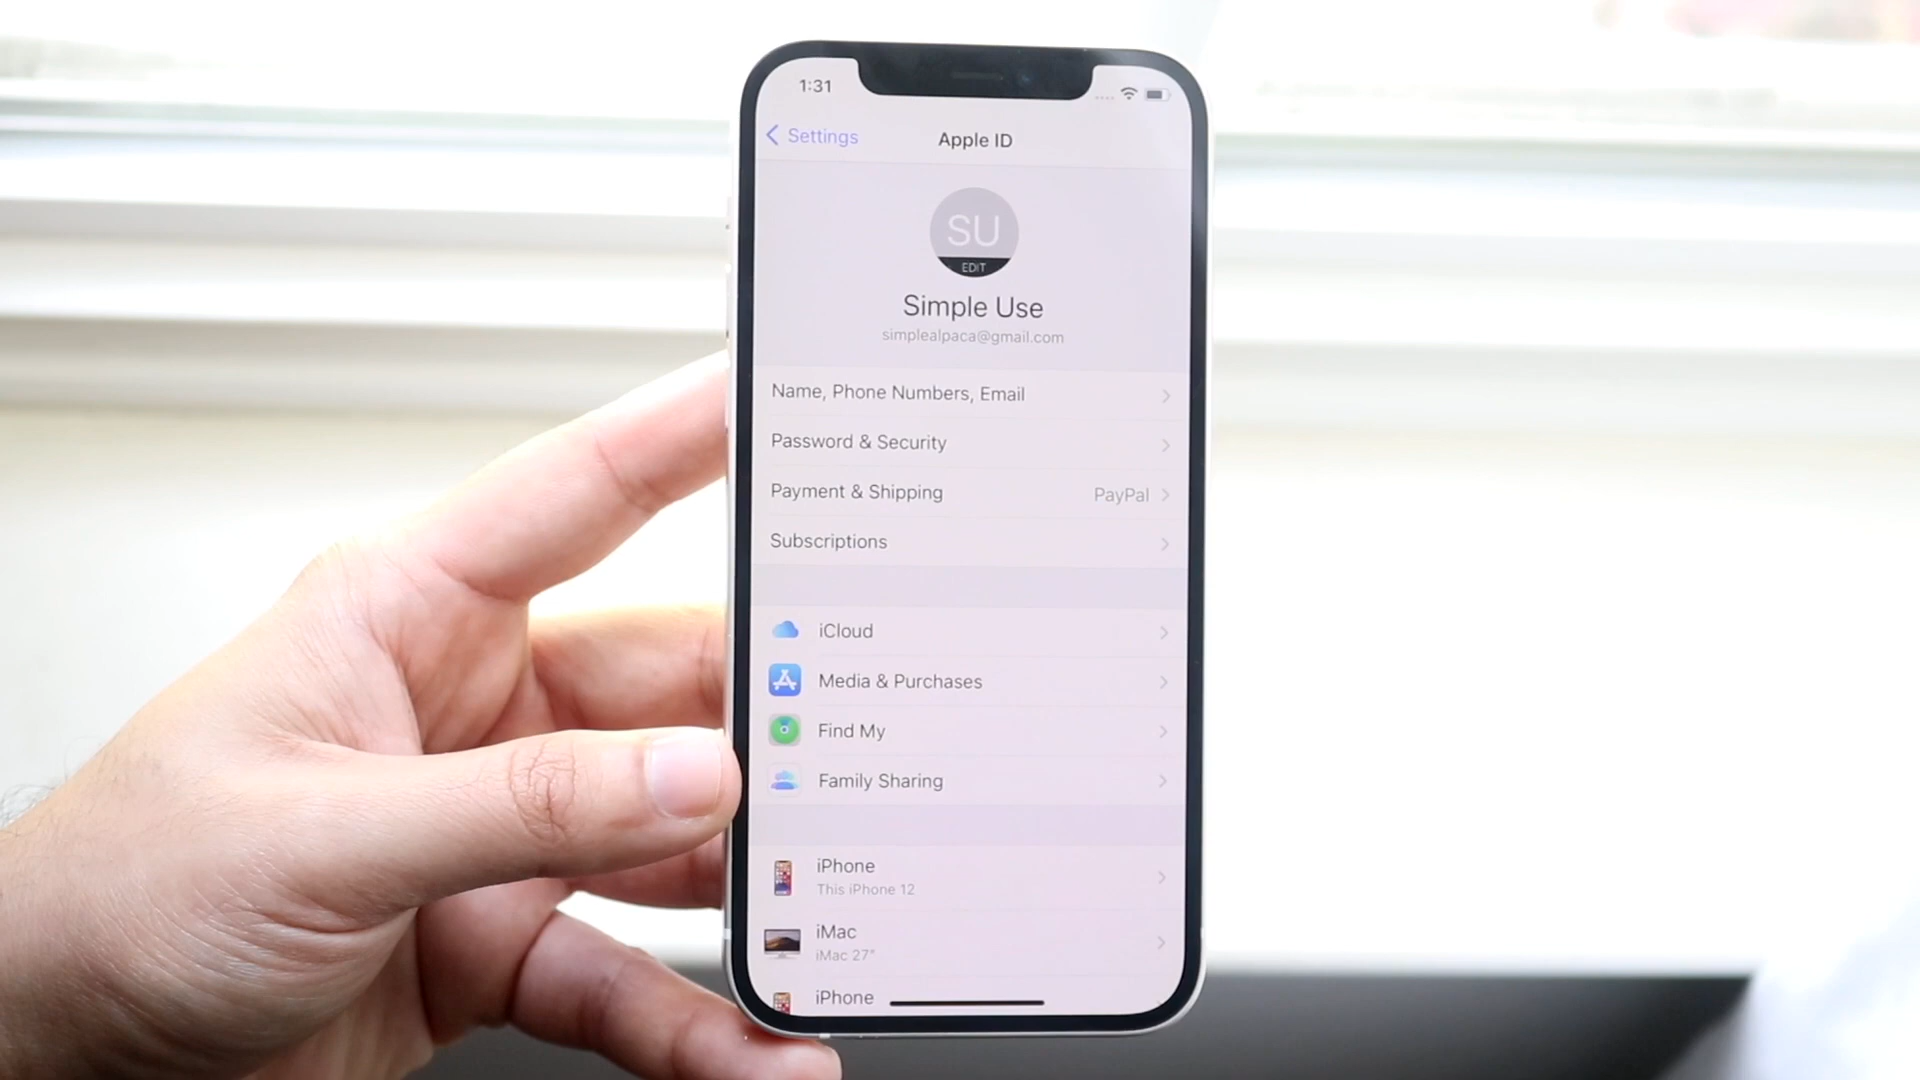 1:31
Settings
Apple ID
SU
EDIT
Simple Use
simplealpaca@gmail.com
Name, Phone Numbers, Email
Password & Security
Payment & Shipping PayPal
Subscriptions
iCloud
Media & Purchases
Find My
Family Sharing
iPhone
This iPhone 12
iMac
iMac 27"
iPhone